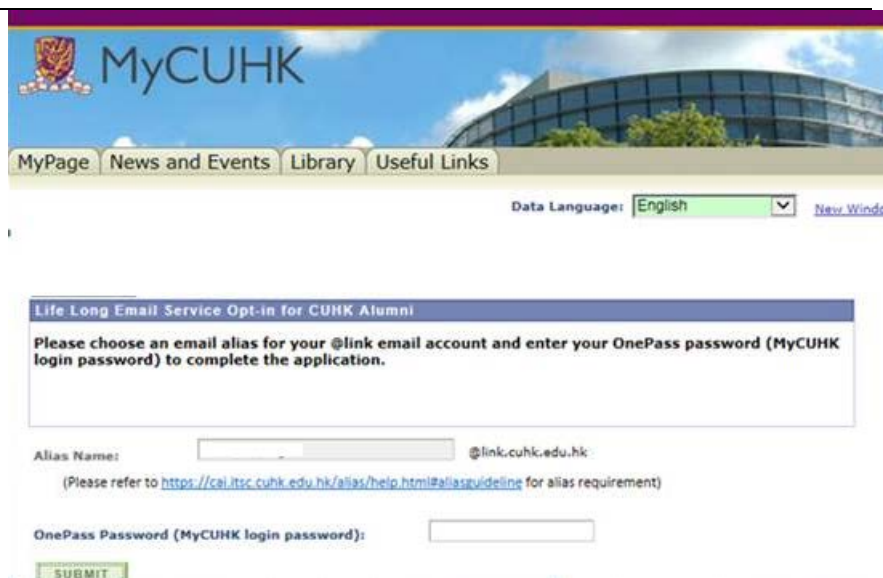 MyCUHK
MyPage News and Events Library Useful Links
Data Language: English New Windo
Life Long Email Service Opt-in for CUHK Alumni
Please choose an email alias for your @link email account and enter your OnePass password (MyCUHK
login password) to complete the application.
Alias Name: @link.cuhk.edu.hk
(Please refer to https://cai.itsc.cuhk.edu.hk/alias/help.html#aliasguideline for alias requirement)
OnePass Password (MyCUHK login password):
SUBMIT